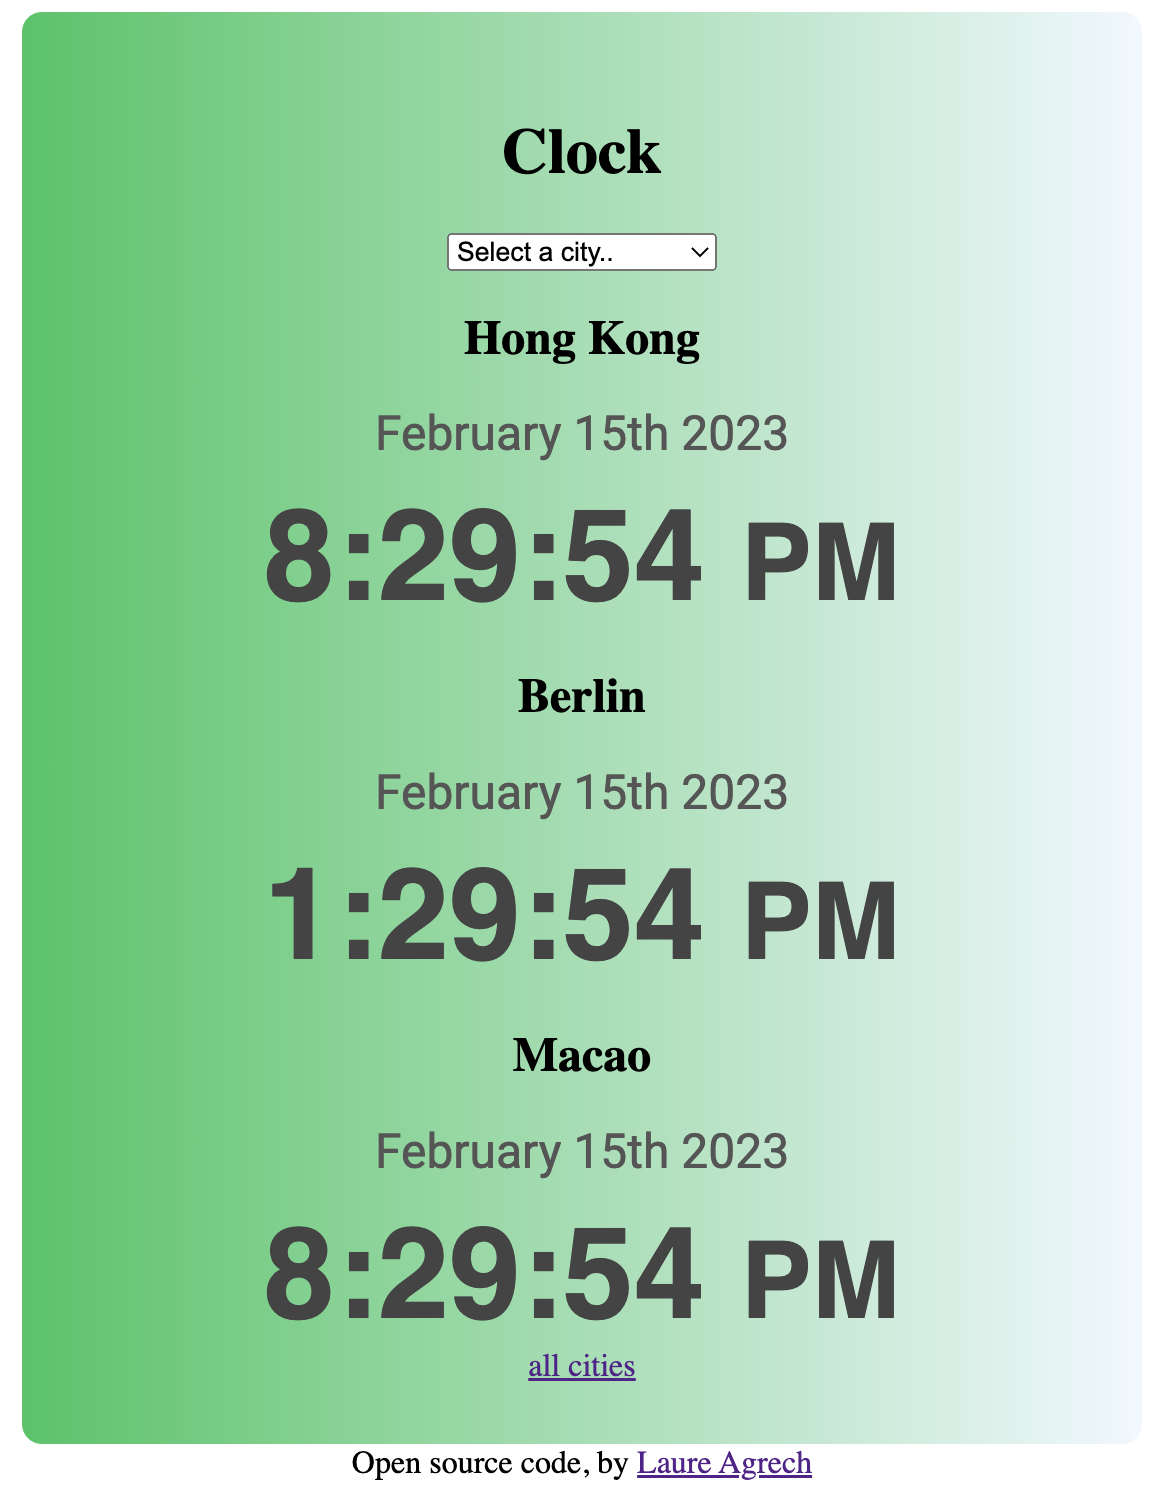 Clock
Select a city..
Hong Kong
February 15th 2023
8:29:54 PM
Berlin
February 15th 2023
1:29:54 PM
Macao
February 15th 2023
8:29:54 PM
all cities
Open source code, by Laure Agrech